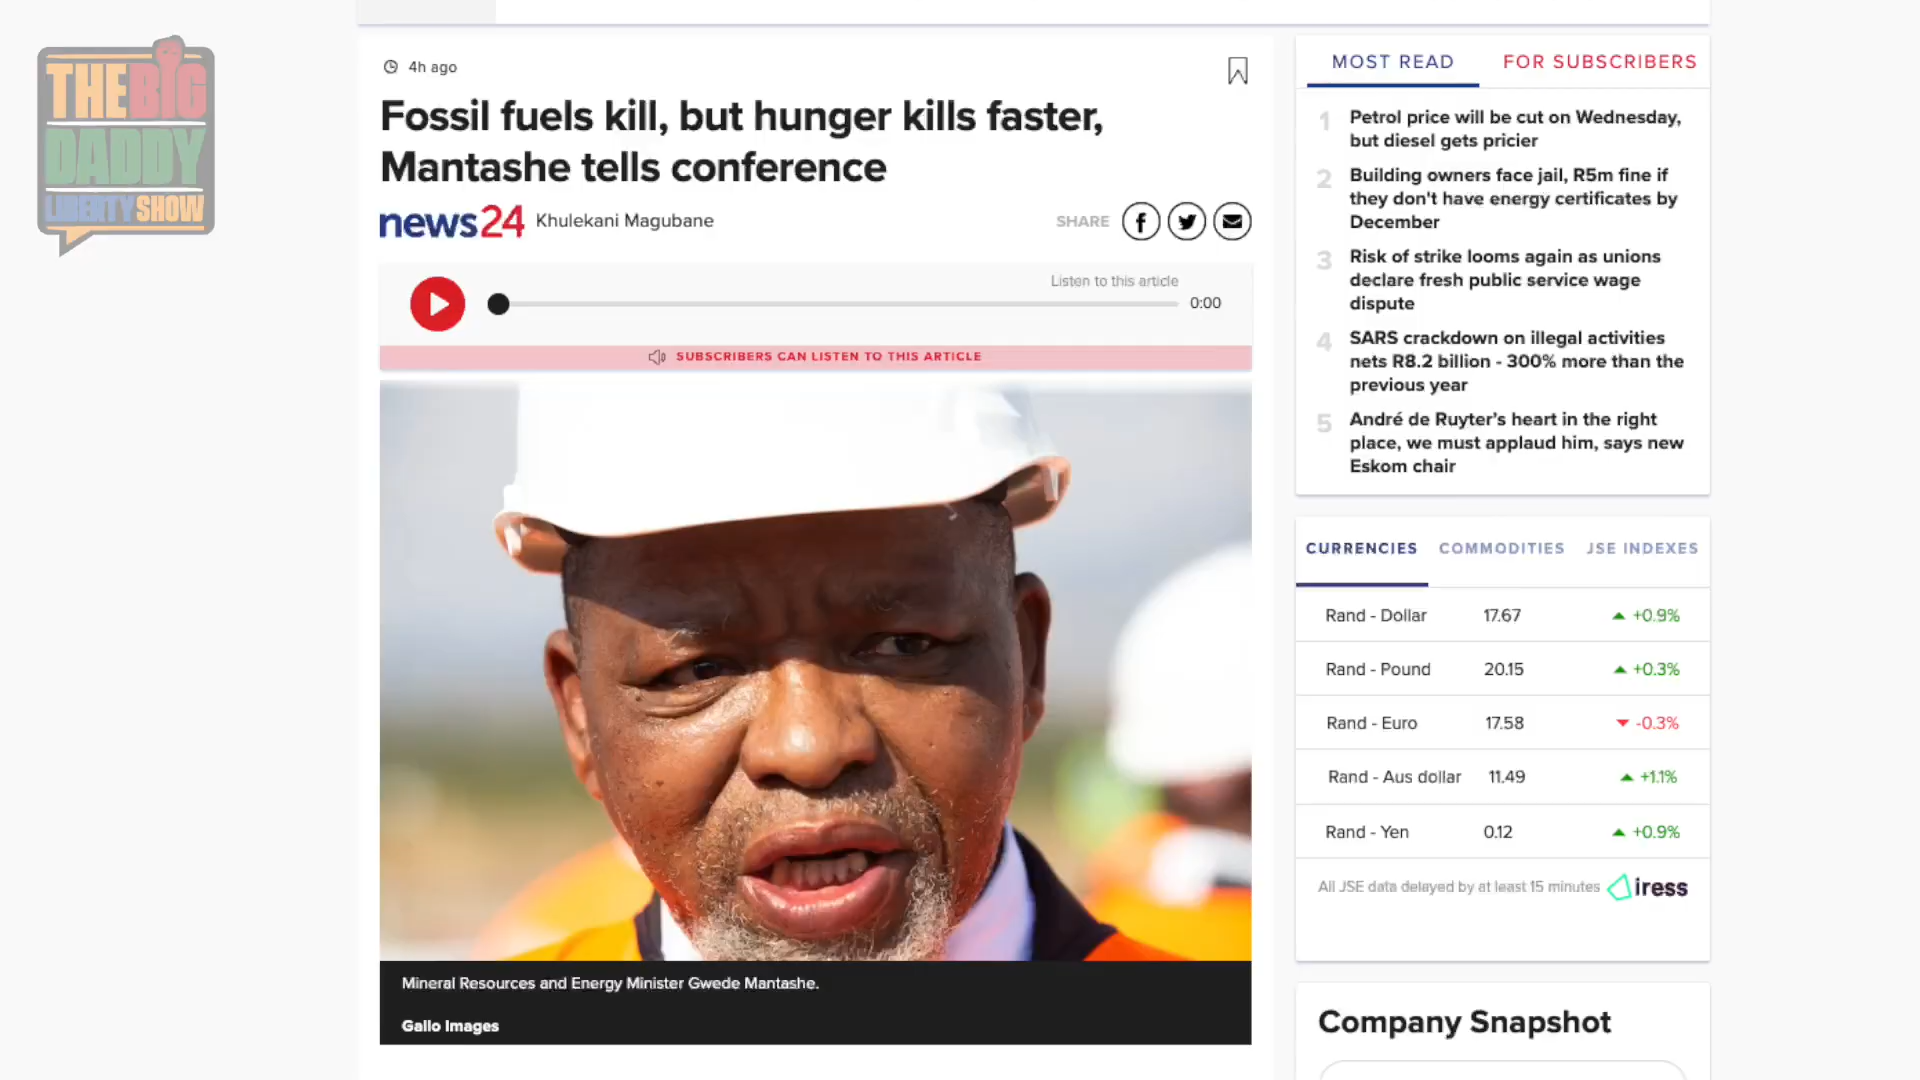 THE BIG
DADDY
LIBERTY SHOW
4h ago
Fossil fuels kill, but hunger kills faster,
Mantashe tells conference
news24 Khulekani Magubane
SHARE
Listen to this article
0:00
SUBSCRIBERS CAN LISTEN TO THIS ARTICLE
Mineral Resources and Energy Minister Gwede Mantashe.
Gallo Images
MOST READ FOR SUBSCRIBERS
1 Petrol price will be cut on Wednesday,
but diesel gets pricier
2 Building owners face jail, R5m fine if
they don't have energy certificates by
December
3 Risk of strike looms again as unions
declare fresh public service wage
dispute
4 SARS crackdown on illegal activities
nets R8.2 billion - 300% more than the
previous year
5 André de Ruyter's heart in the right
place, we must applaud him, says new
Eskom chair
CURRENCIES COMMODITIES JSE INDEXES
Rand - Dollar 17.67 +0.9%
Rand - Pound 20.15 +0.3%
Rand - Euro 17.58 -0.3%
Rand - Aus dollar 11.49 +1.1%
Rand - Yen 0.12 +0.9%
All JSE data delayed by at least 15 minutes iress
Company Snapshot